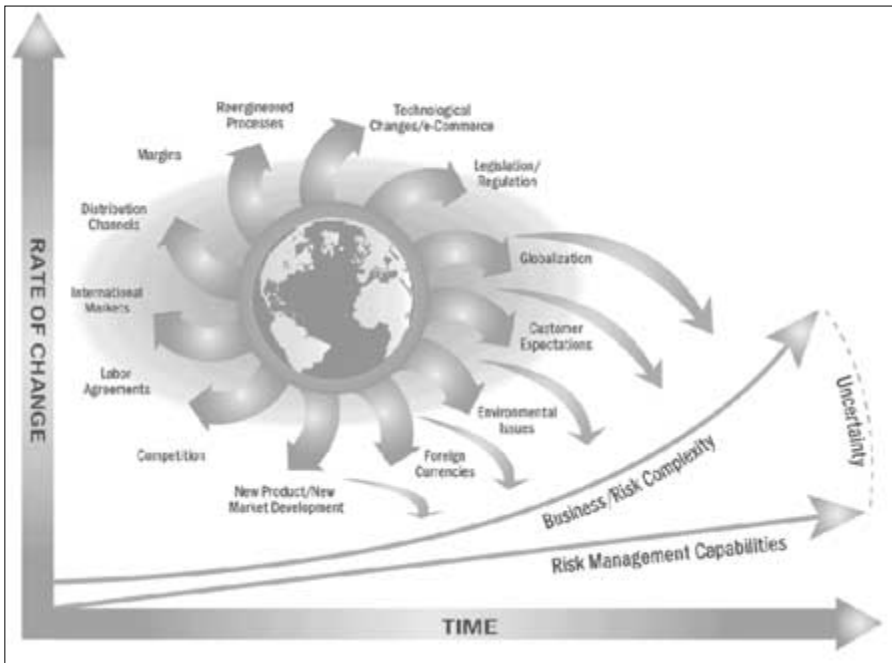 Reengineered
Processes
Technological
Changes/e-Commerce
Margins
Legislation/
Regulation
Distribution
Channels
Globalization
International
Markets
Customer
Expectations
Labor
Agreements
Environmental
Issues
Competition
Foreign
Currencies
New Product/New
Market Development
RATE OF CHANGE
Business/Risk Complexity
Risk Management Capabilities
Uncertainty
TIME